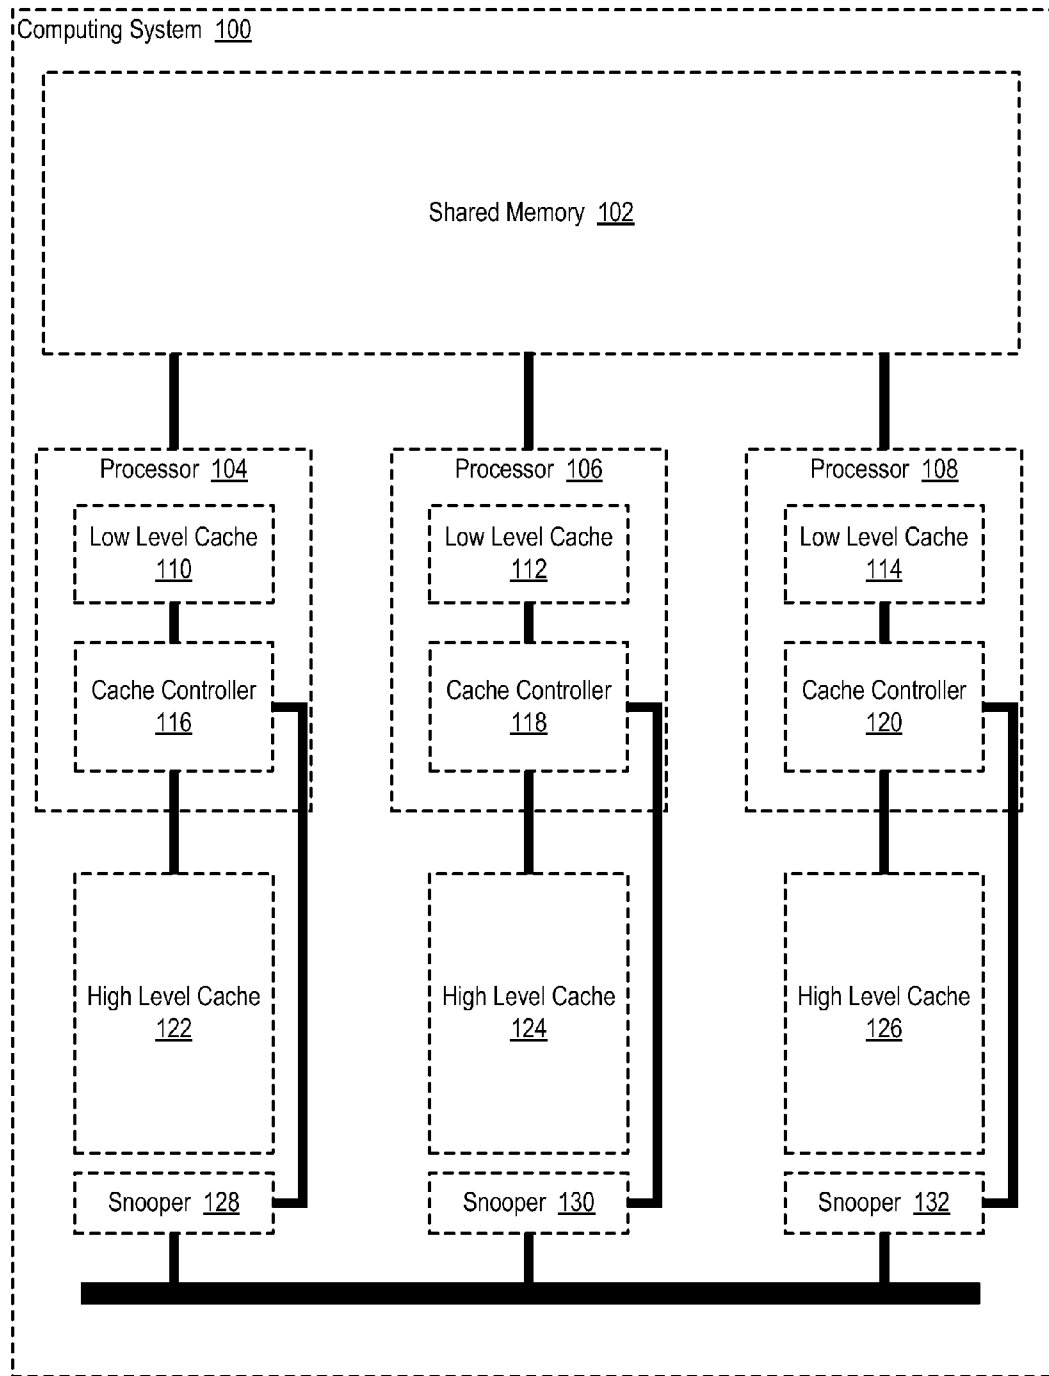 Computing System 100
Shared Memory 102
Processor 104
Processor 106
Processor 108
Low Level Cache
110
Low Level Cache
112
Low Level Cache
114
Cache Controller
116
Cache Controller
118
Cache Controller
120
High Level Cache
122
High Level Cache
124
High Level Cache
126
Snooper 128
Snooper 130
Snooper 132